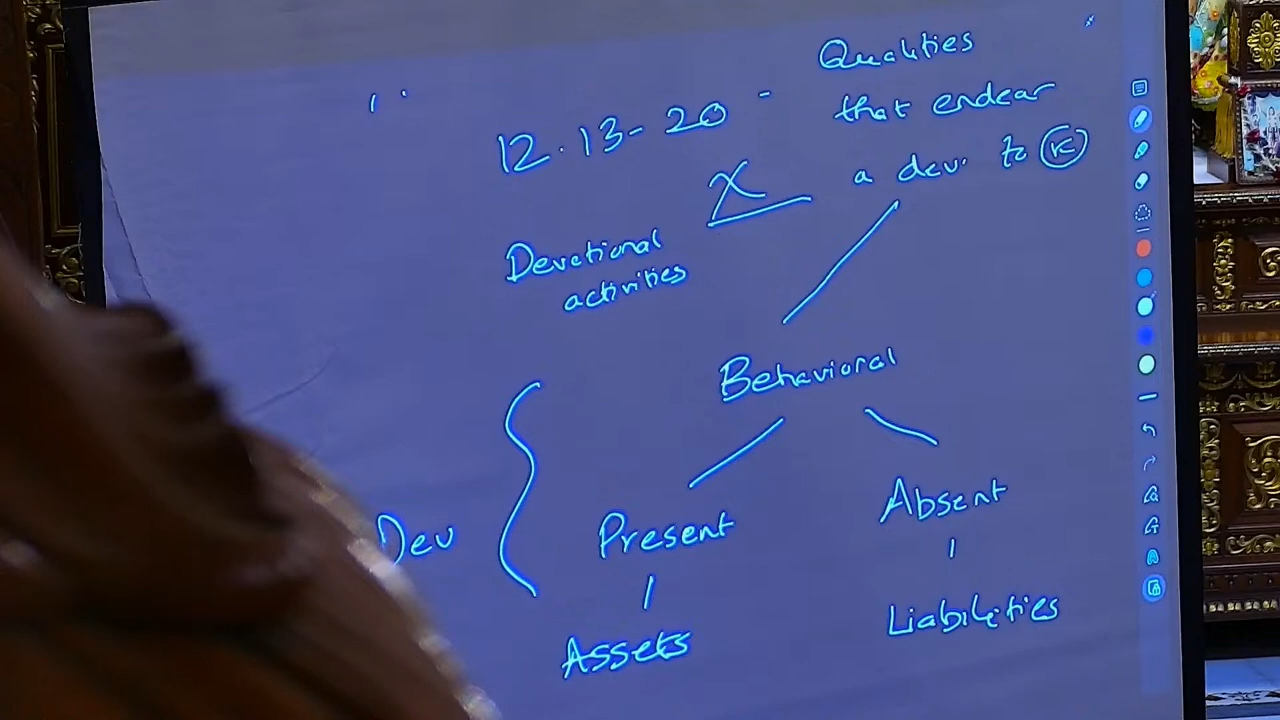 Qualities
that endear
12.13-20 -
a dev. to K
X
Devotional
activities
Behavioral
Present
Absent
Dev
Assets
Liabilities